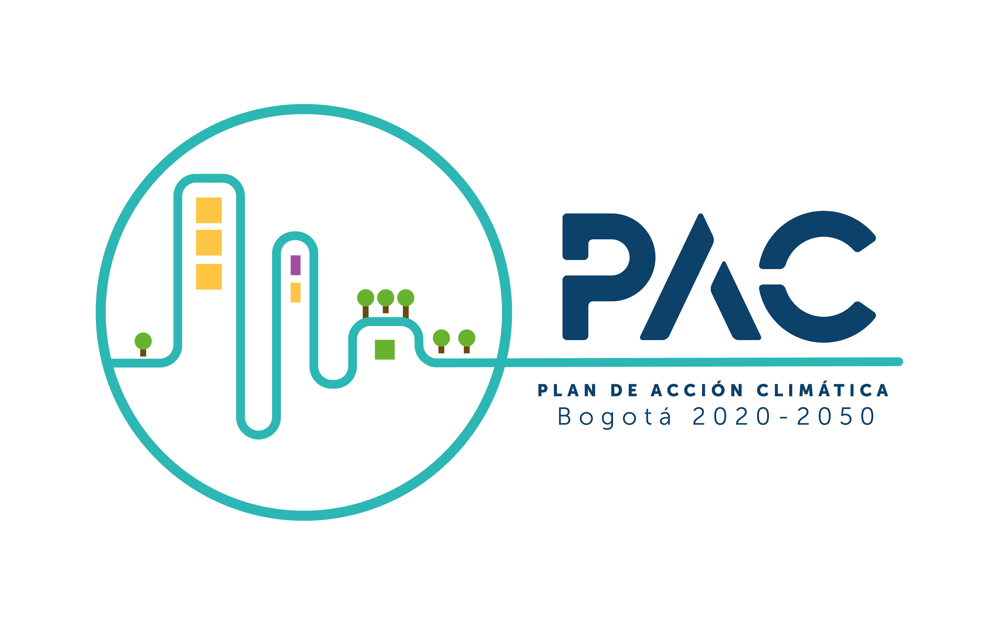 PAC
PLAN DE ACCIÓN CLIMÁTICA
Bogotá 2020-2050